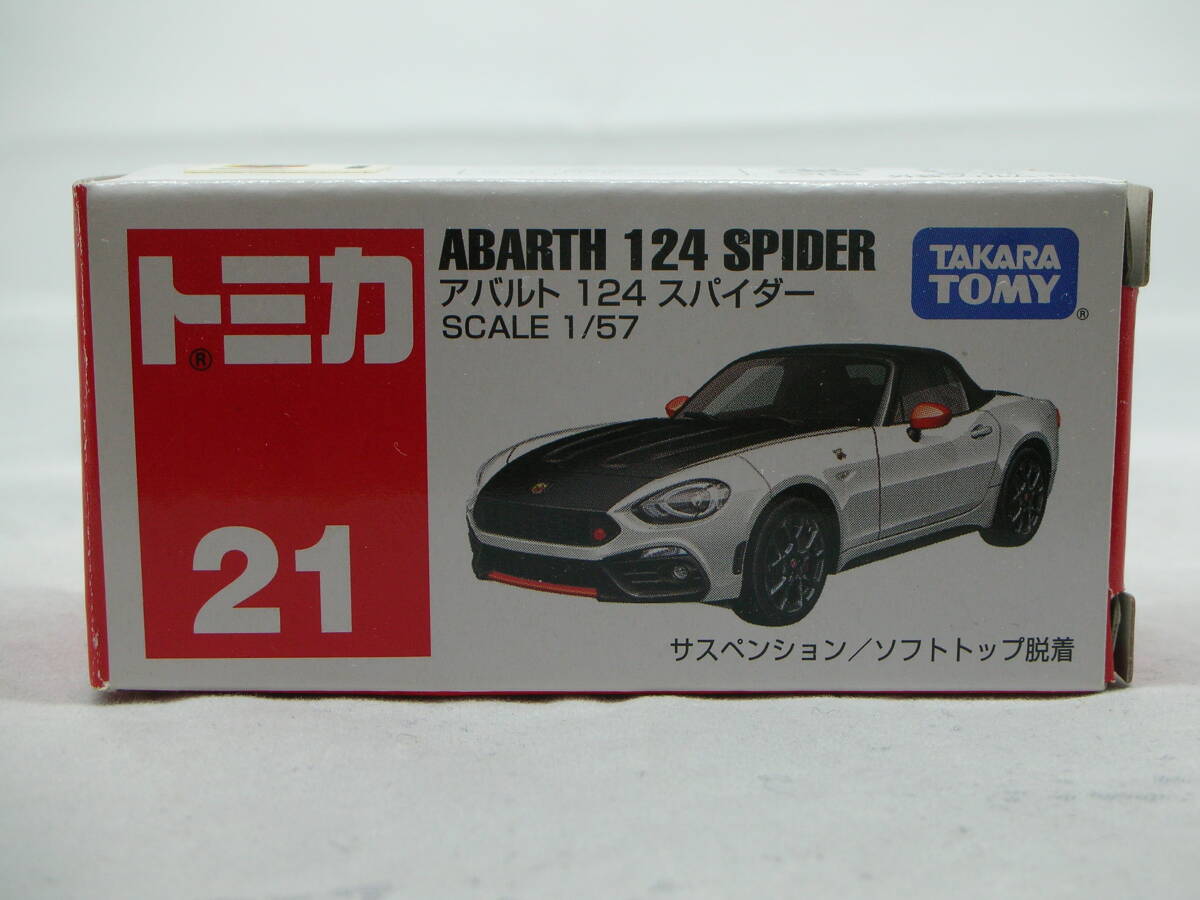 トミカ
®
21
ABARTH 124 SPIDER
アバルト 124 スパイダー
SCALE 1/57
TAKARA
TOMY
®
サスペンション/ソフトトップ脱着